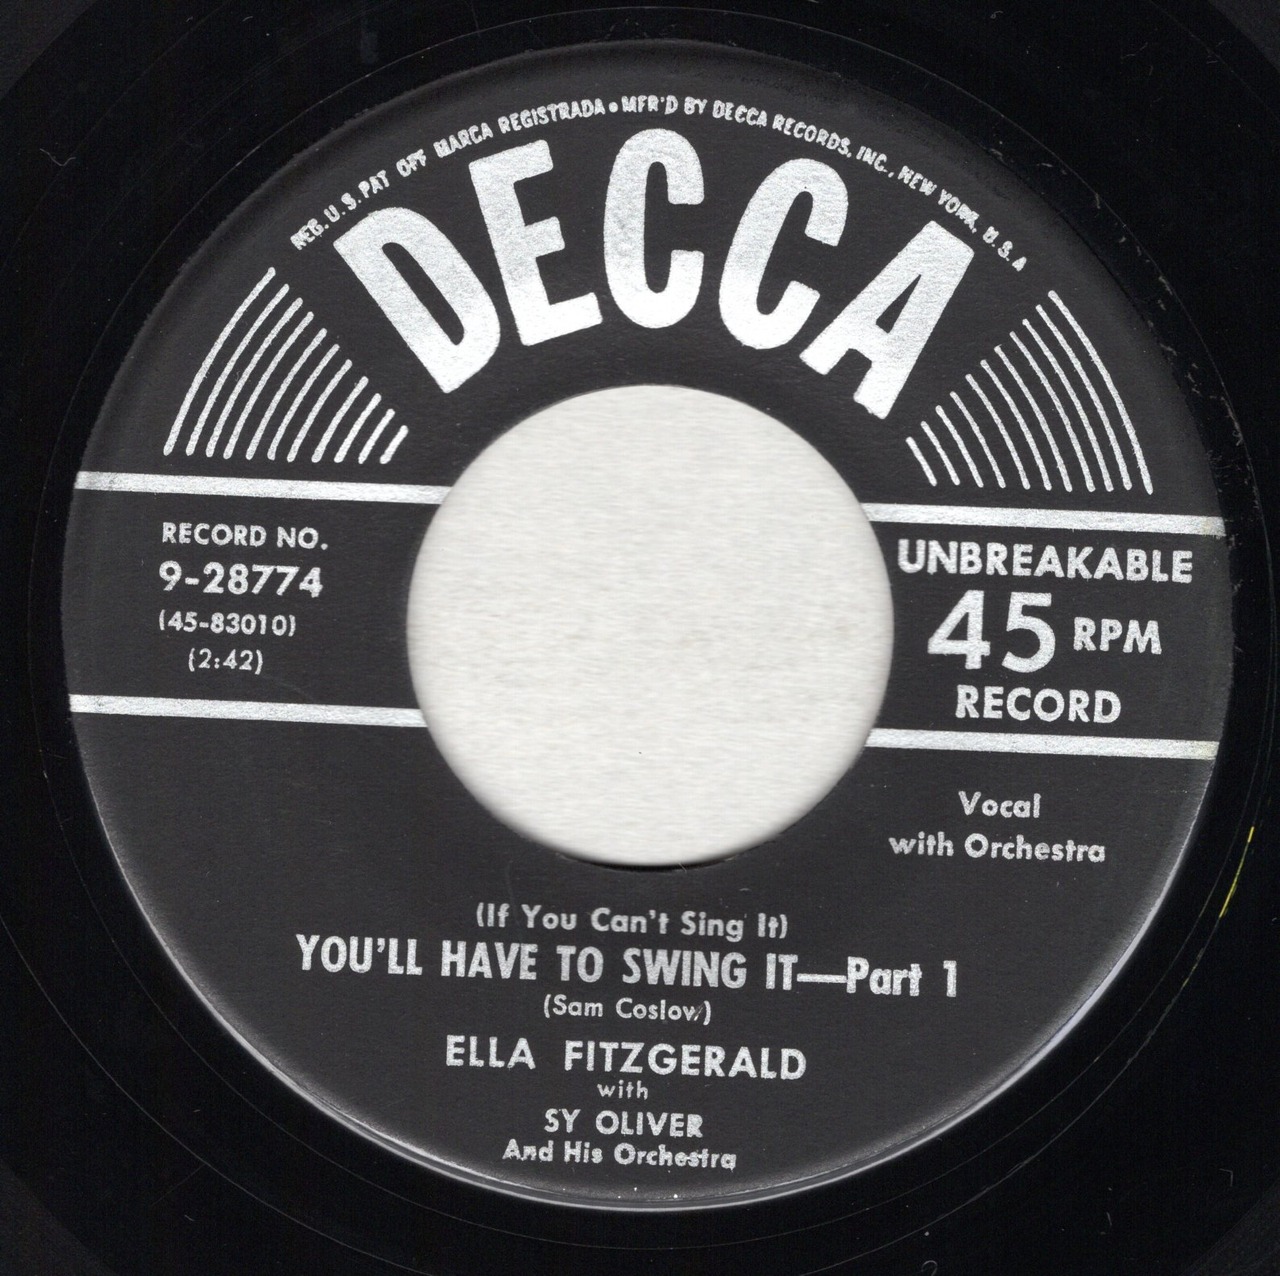 REG. U.S. PAT OFF MARCA REGISTRADA • MFR'D BY DECCA RECORDS, INC., NEW YORK, U.S.A
DECCA
RECORD NO.
9-28774
(45-83010)
(2:42)
UNBREAKABLE
45 RPM
RECORD
Vocal
with Orchestra
(If You Can't Sing It)
YOU'LL HAVE TO SWING IT—Part 1
(Sam Coslow)
ELLA FITZGERALD
with
SY OLIVER
And His Orchestra